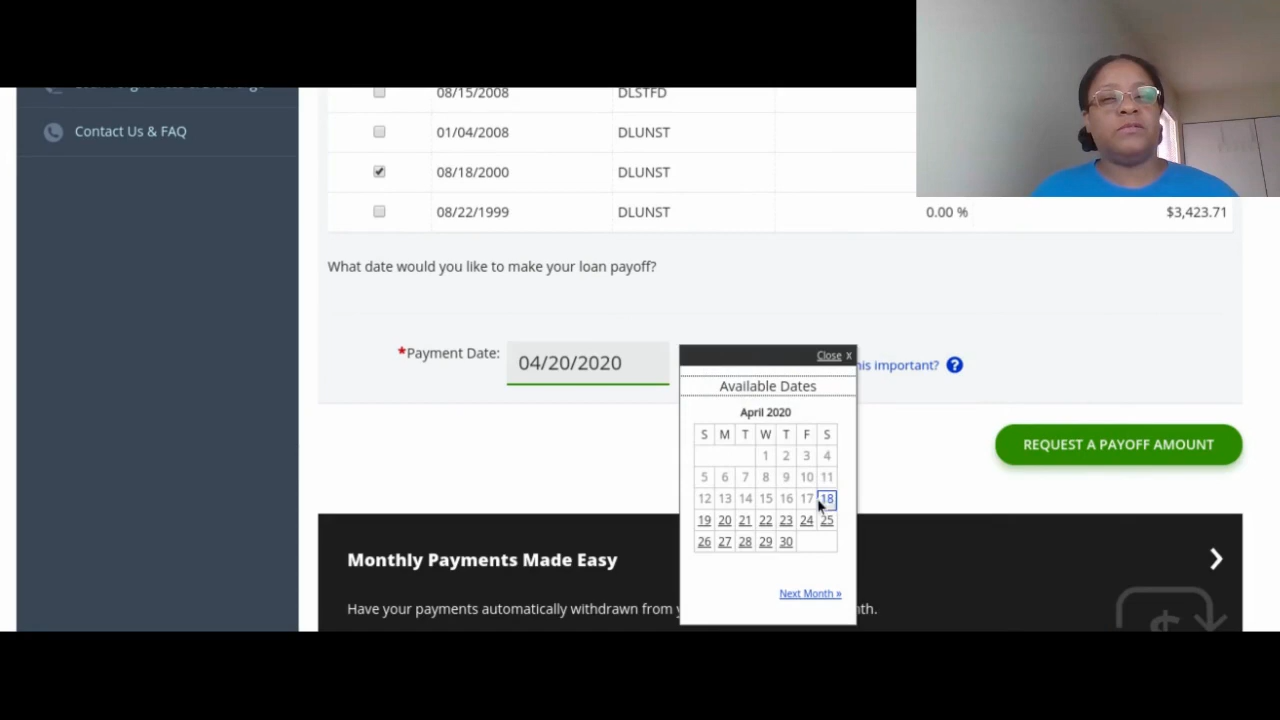 Contact Us & FAQ
08/15/2008 DLSTFD
01/04/2008 DLUNST
08/18/2000 DLUNST
08/22/1999 DLUNST 0.00 % $3,423.71
What date would you like to make your loan payoff?
*Payment Date: 04/20/2020
his important? ?
Close x
Available Dates
April 2020
S M T W T F S
1 2 3 4
5 6 7 8 9 10 11
12 13 14 15 16 17 18
19 20 21 22 23 24 25
26 27 28 29 30
Next Month »
REQUEST A PAYOFF AMOUNT
Monthly Payments Made Easy
Have your payments automatically withdrawn from y th.